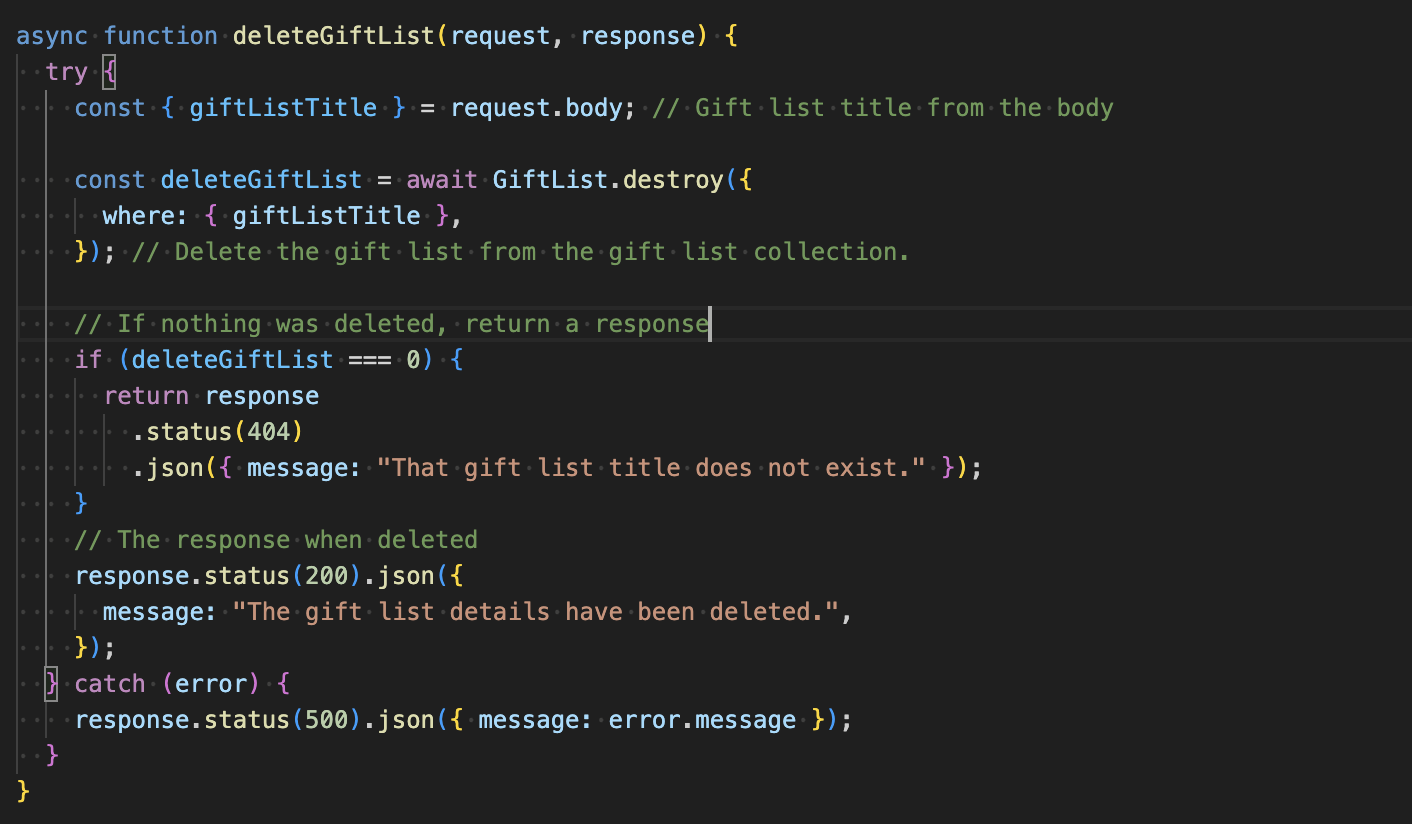 async function deleteGiftList(request, response) {
  try {
    const { giftListTitle } = request.body; // Gift list title from the body

    const deleteGiftList = await GiftList.destroy({
      where: { giftListTitle },
    }); // Delete the gift list from the gift list collection.

    // If nothing was deleted, return a response
    if (deleteGiftList === 0) {
      return response
        .status(404)
        .json({ message: "That gift list title does not exist." });
    }
    // The response when deleted
    response.status(200).json({
      message: "The gift list details have been deleted.",
    });
  } catch (error) {
    response.status(500).json({ message: error.message });
  }
}